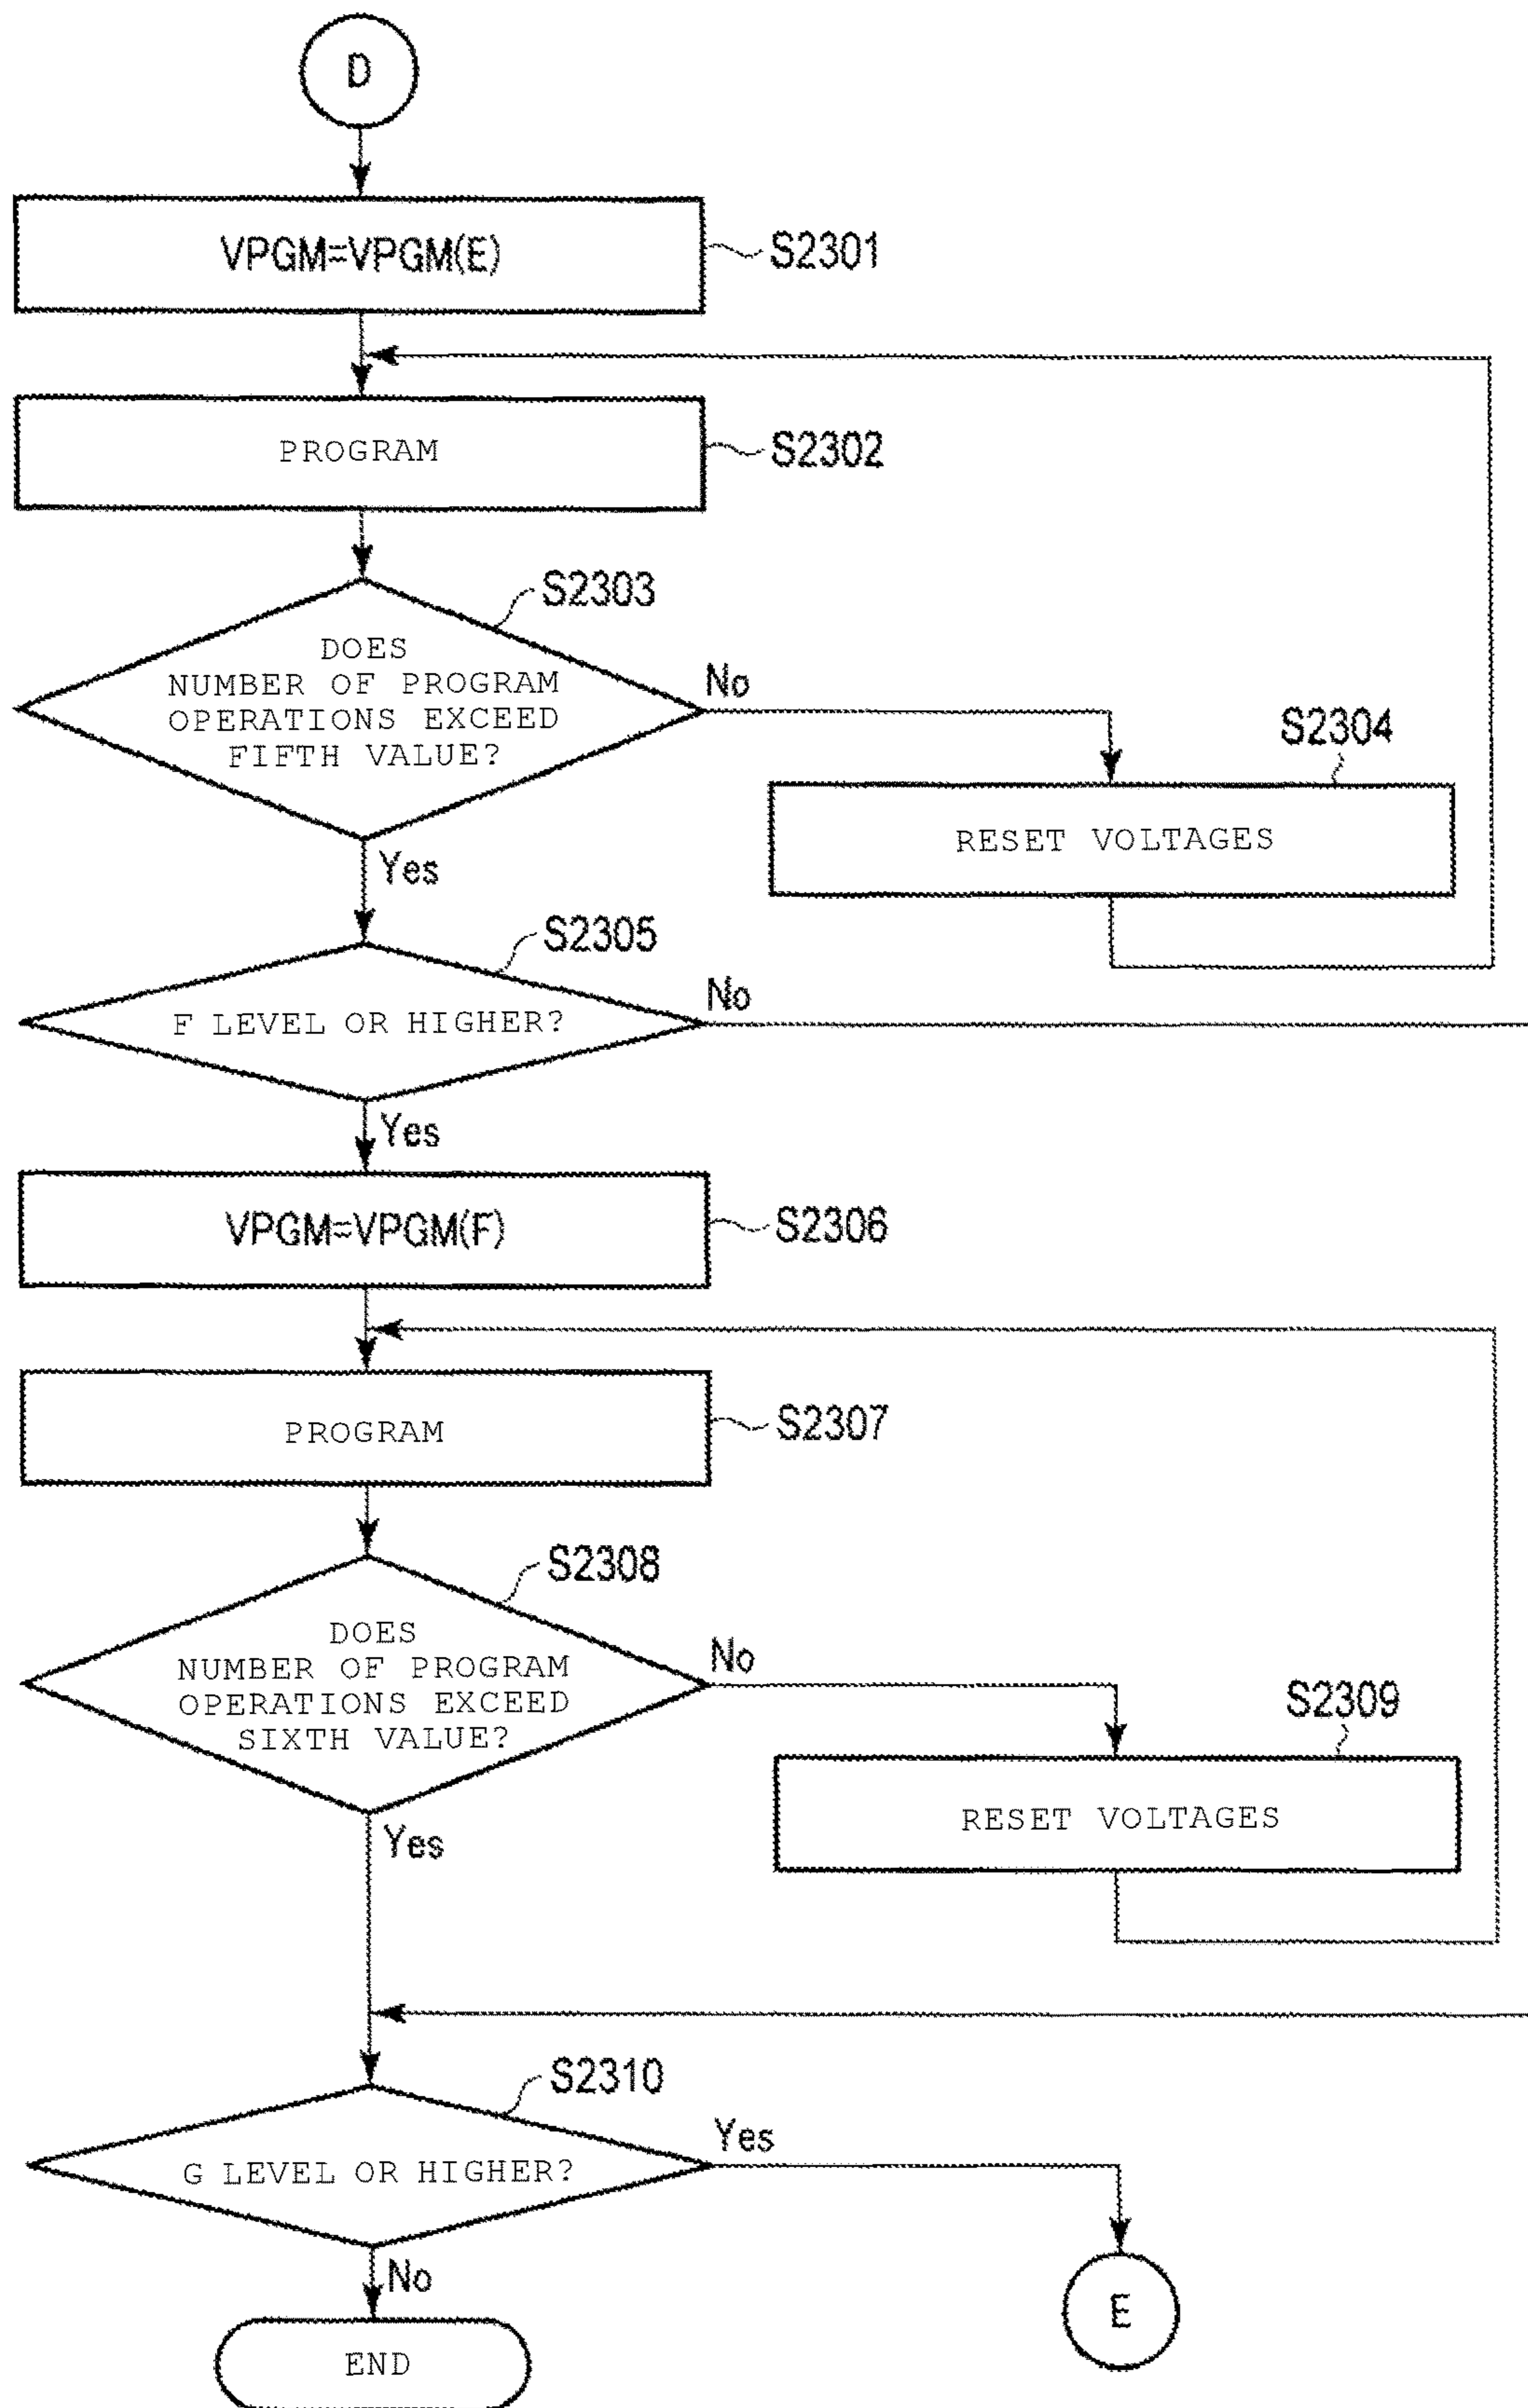 D
VPGM=VPGM(E)
S2301
PROGRAM
S2302
S2303
DOES
NUMBER OF PROGRAM
OPERATIONS EXCEED
FIFTH VALUE?
No
S2304
RESET VOLTAGES
Yes
S2305
F LEVEL OR HIGHER?
No
Yes
VPGM=VPGM(F)
S2306
PROGRAM
S2307
S2308
DOES
NUMBER OF PROGRAM
OPERATIONS EXCEED
SIXTH VALUE?
No
S2309
RESET VOLTAGES
Yes
S2310
G LEVEL OR HIGHER?
Yes
No
E
END